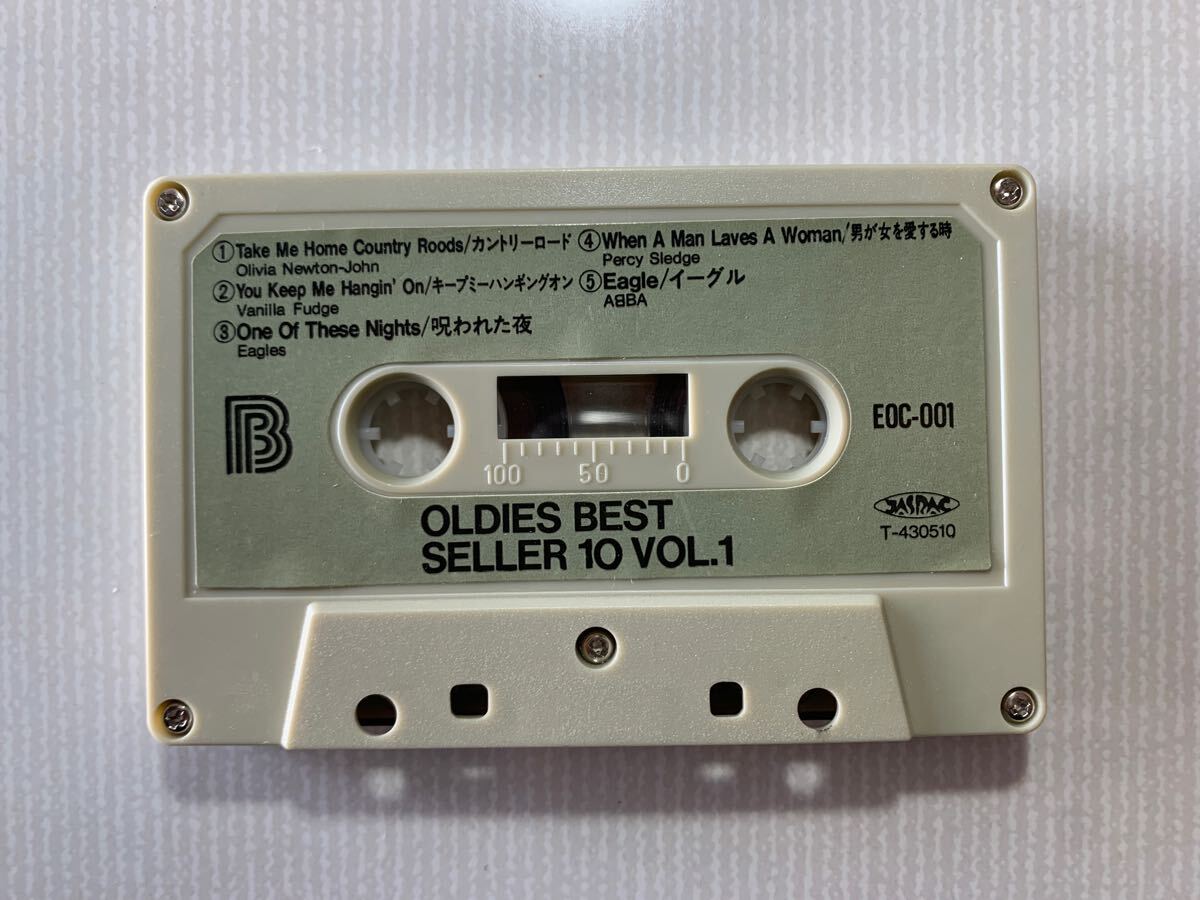 ①Take Me Home Country Roods/カントリーロード
Olivia Newton-John
②You Keep Me Hangin' On/キープミーハンギングオン
Vanilla Fudge
③One Of These Nights/呪われた夜
Eagles
④When A Man Laves A Woman/男が女を愛する時
Percy Sledge
⑤Eagle/イーグル
ABBA
B
EOC-001
100 50 0
JASRAC
T-430510
OLDIES BEST
SELLER 10 VOL.1